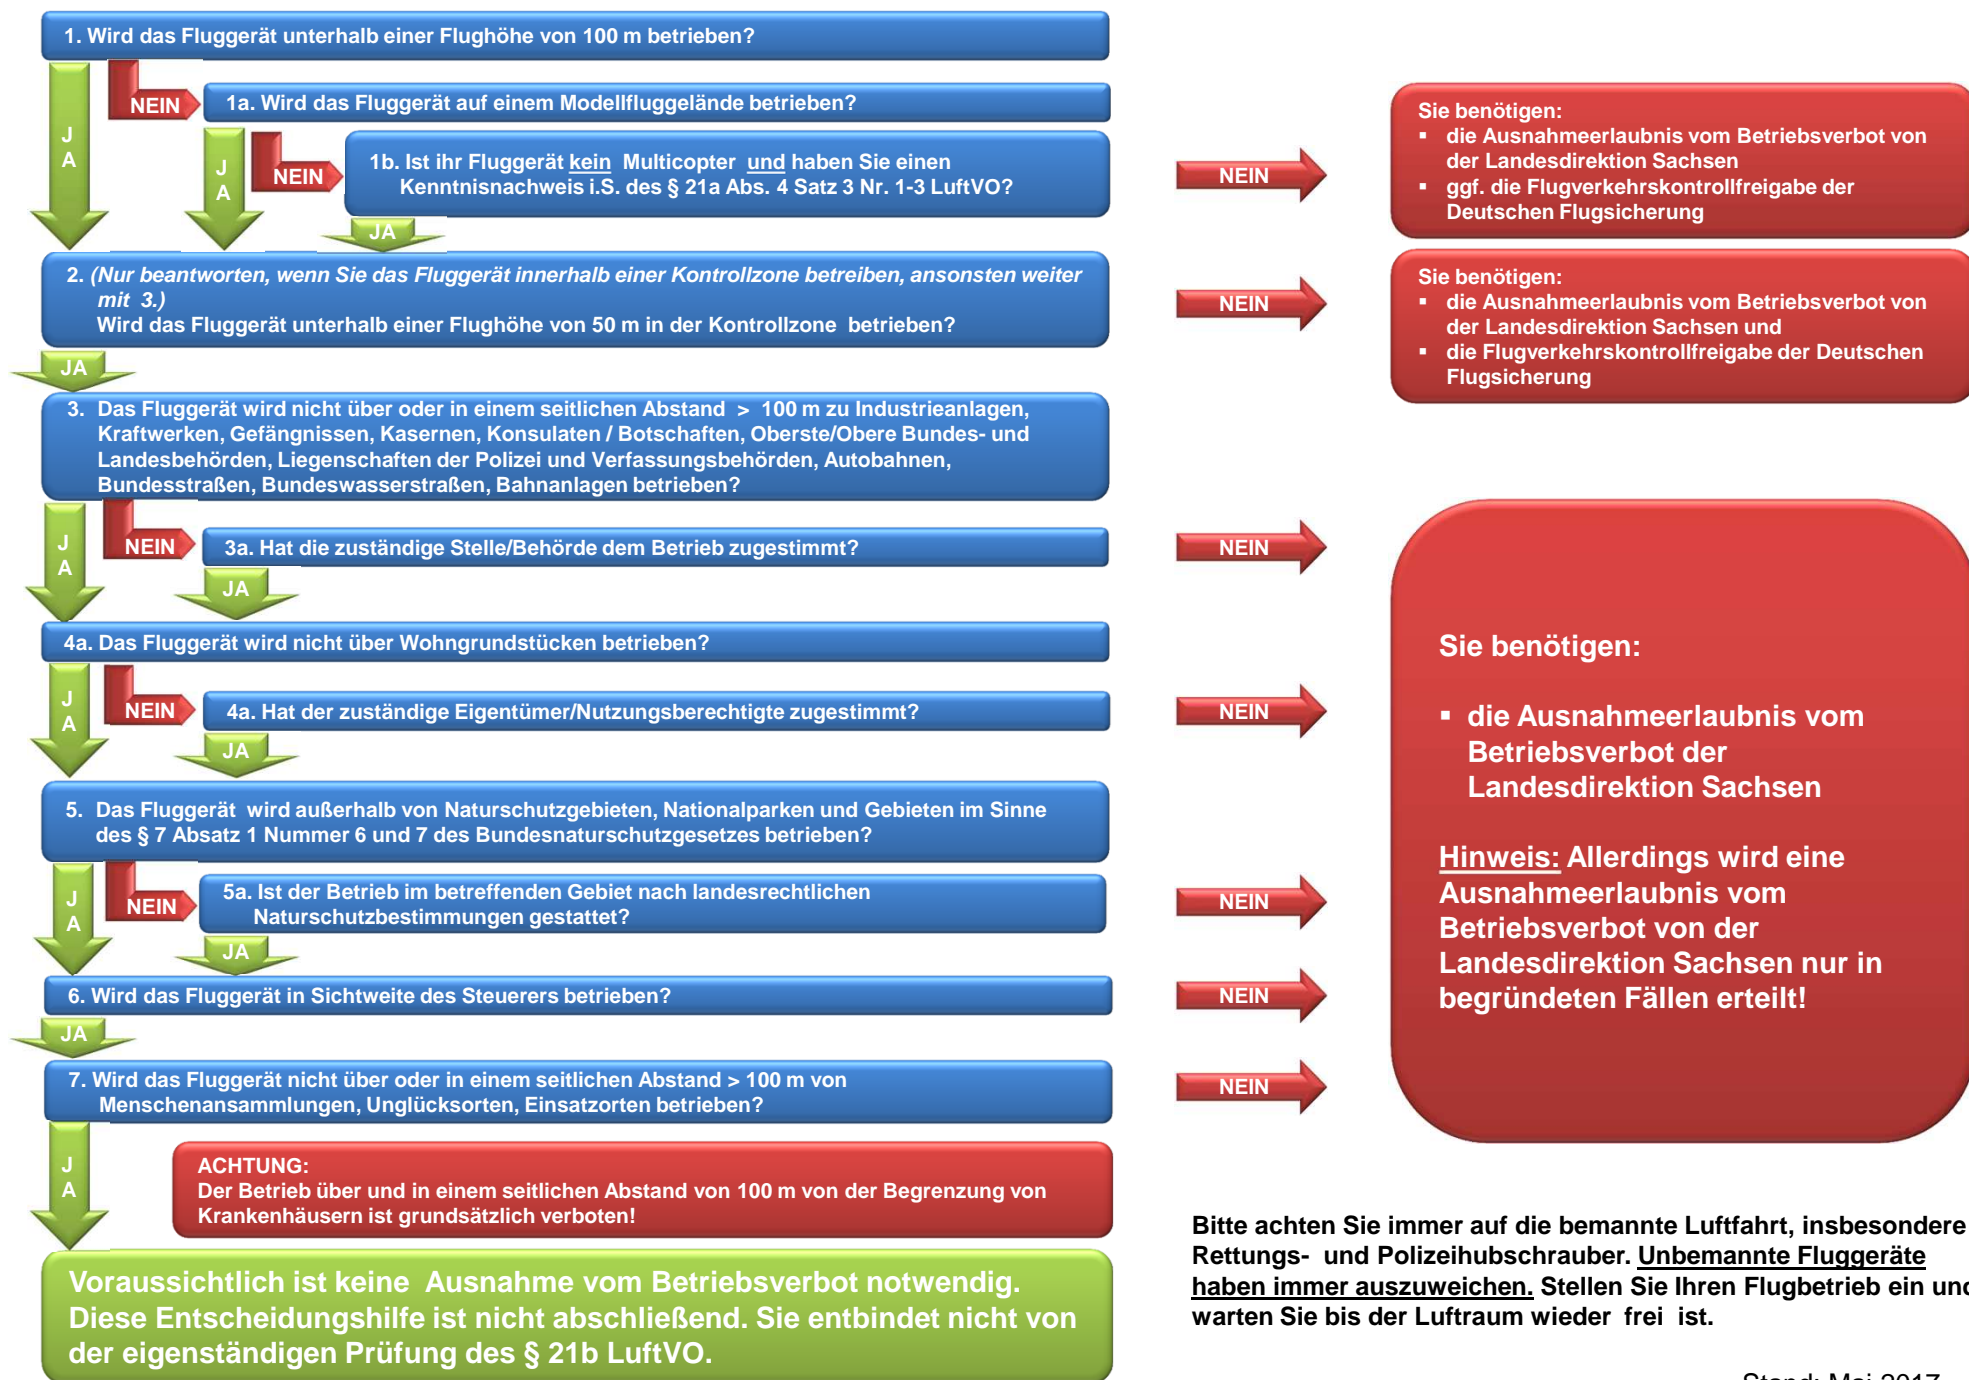 1. Wird das Fluggerät unterhalb einer Flughöhe von 100 m betrieben?
J
A
NEIN
1a. Wird das Fluggerät auf einem Modellfluggelände betrieben?
J
A
NEIN
1b. Ist ihr Fluggerät kein Multicopter und haben Sie einen
Kenntnisnachweis i.S. des § 21a Abs. 4 Satz 3 Nr. 1-3 LuftVO?
NEIN
Sie benötigen:
▪ die Ausnahmeerlaubnis vom Betriebsverbot von
der Landesdirektion Sachsen
▪ ggf. die Flugverkehrskontrollfreigabe der
Deutschen Flugsicherung
JA
2. (Nur beantworten, wenn Sie das Fluggerät innerhalb einer Kontrollzone betreiben, ansonsten weiter
mit 3.)
Wird das Fluggerät unterhalb einer Flughöhe von 50 m in der Kontrollzone betrieben?
NEIN
Sie benötigen:
▪ die Ausnahmeerlaubnis vom Betriebsverbot von
der Landesdirektion Sachsen und
▪ die Flugverkehrskontrollfreigabe der Deutschen
Flugsicherung
JA
3. Das Fluggerät wird nicht über oder in einem seitlichen Abstand > 100 m zu Industrieanlagen,
Kraftwerken, Gefängnissen, Kasernen, Konsulaten / Botschaften, Oberste/Obere Bundes- und
Landesbehörden, Liegenschaften der Polizei und Verfassungsbehörden, Autobahnen,
Bundesstraßen, Bundeswasserstraßen, Bahnanlagen betrieben?
J
A
NEIN
3a. Hat die zuständige Stelle/Behörde dem Betrieb zugestimmt?
NEIN
JA
4a. Das Fluggerät wird nicht über Wohngrundstücken betrieben?
J
A
NEIN
4a. Hat der zuständige Eigentümer/Nutzungsberechtigte zugestimmt?
NEIN
JA
5. Das Fluggerät wird außerhalb von Naturschutzgebieten, Nationalparken und Gebieten im Sinne
des § 7 Absatz 1 Nummer 6 und 7 des Bundesnaturschutzgesetzes betrieben?
J
A
NEIN
5a. Ist der Betrieb im betreffenden Gebiet nach landesrechtlichen
Naturschutzbestimmungen gestattet?
NEIN
JA
6. Wird das Fluggerät in Sichtweite des Steuerers betrieben?
NEIN
JA
7. Wird das Fluggerät nicht über oder in einem seitlichen Abstand > 100 m von
Menschenansammlungen, Unglücksorten, Einsatzorten betrieben?
NEIN
Sie benötigen:
▪ die Ausnahmeerlaubnis vom
Betriebsverbot der
Landesdirektion Sachsen
Hinweis: Allerdings wird eine
Ausnahmeerlaubnis vom
Betriebsverbot von der
Landesdirektion Sachsen nur in
begründeten Fällen erteilt!
J
A
ACHTUNG:
Der Betrieb über und in einem seitlichen Abstand von 100 m von der Begrenzung von
Krankenhäusern ist grundsätzlich verboten!
Voraussichtlich ist keine Ausnahme vom Betriebsverbot notwendig.
Diese Entscheidungshilfe ist nicht abschließend. Sie entbindet nicht von
der eigenständigen Prüfung des § 21b LuftVO.
Bitte achten Sie immer auf die bemannte Luftfahrt, insbesondere
Rettungs- und Polizeihubschrauber. Unbemannte Fluggeräte
haben immer auszuweichen. Stellen Sie Ihren Flugbetrieb ein und
warten Sie bis der Luftraum wieder frei ist.
Stand: Mai 2017